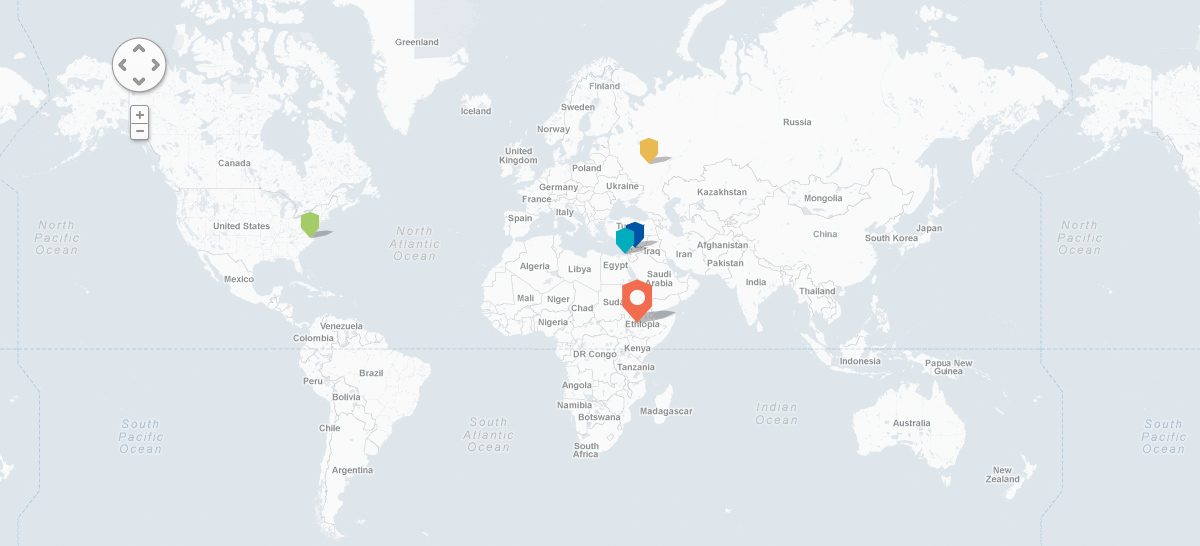 Greenland
Finland
Iceland
Sweden
Russia
Norway
United
Kingdom
Canada
Poland
Germany
Ukraine
Kazakhstan
France
Mongolia
Italy
Spain
United States
North
Pacific
Ocean
North
Atlantic
Ocean
Tu
China
South Korea
Japan
North
Pacific
Ocean
Afghanistan
Iraq
Iran
Pakistan
Algeria
Libya
Egypt
Saudi
Arabia
India
Mexico
Thailand
Mali
Niger
Chad
Suda
Nigeria
Ethiopia
Venezuela
Colombia
Kenya
DR Congo
Tanzania
Indonesia
Papua New
Guinea
Peru
Brazil
Angola
Bolivia
Namibia
Botswana
Madagascar
Indian
Ocean
Chile
South
Pacific
Ocean
South
Atlantic
Ocean
Australia
South
Pacific
Ocean
South
Africa
Argentina
New
Zealand
+
−